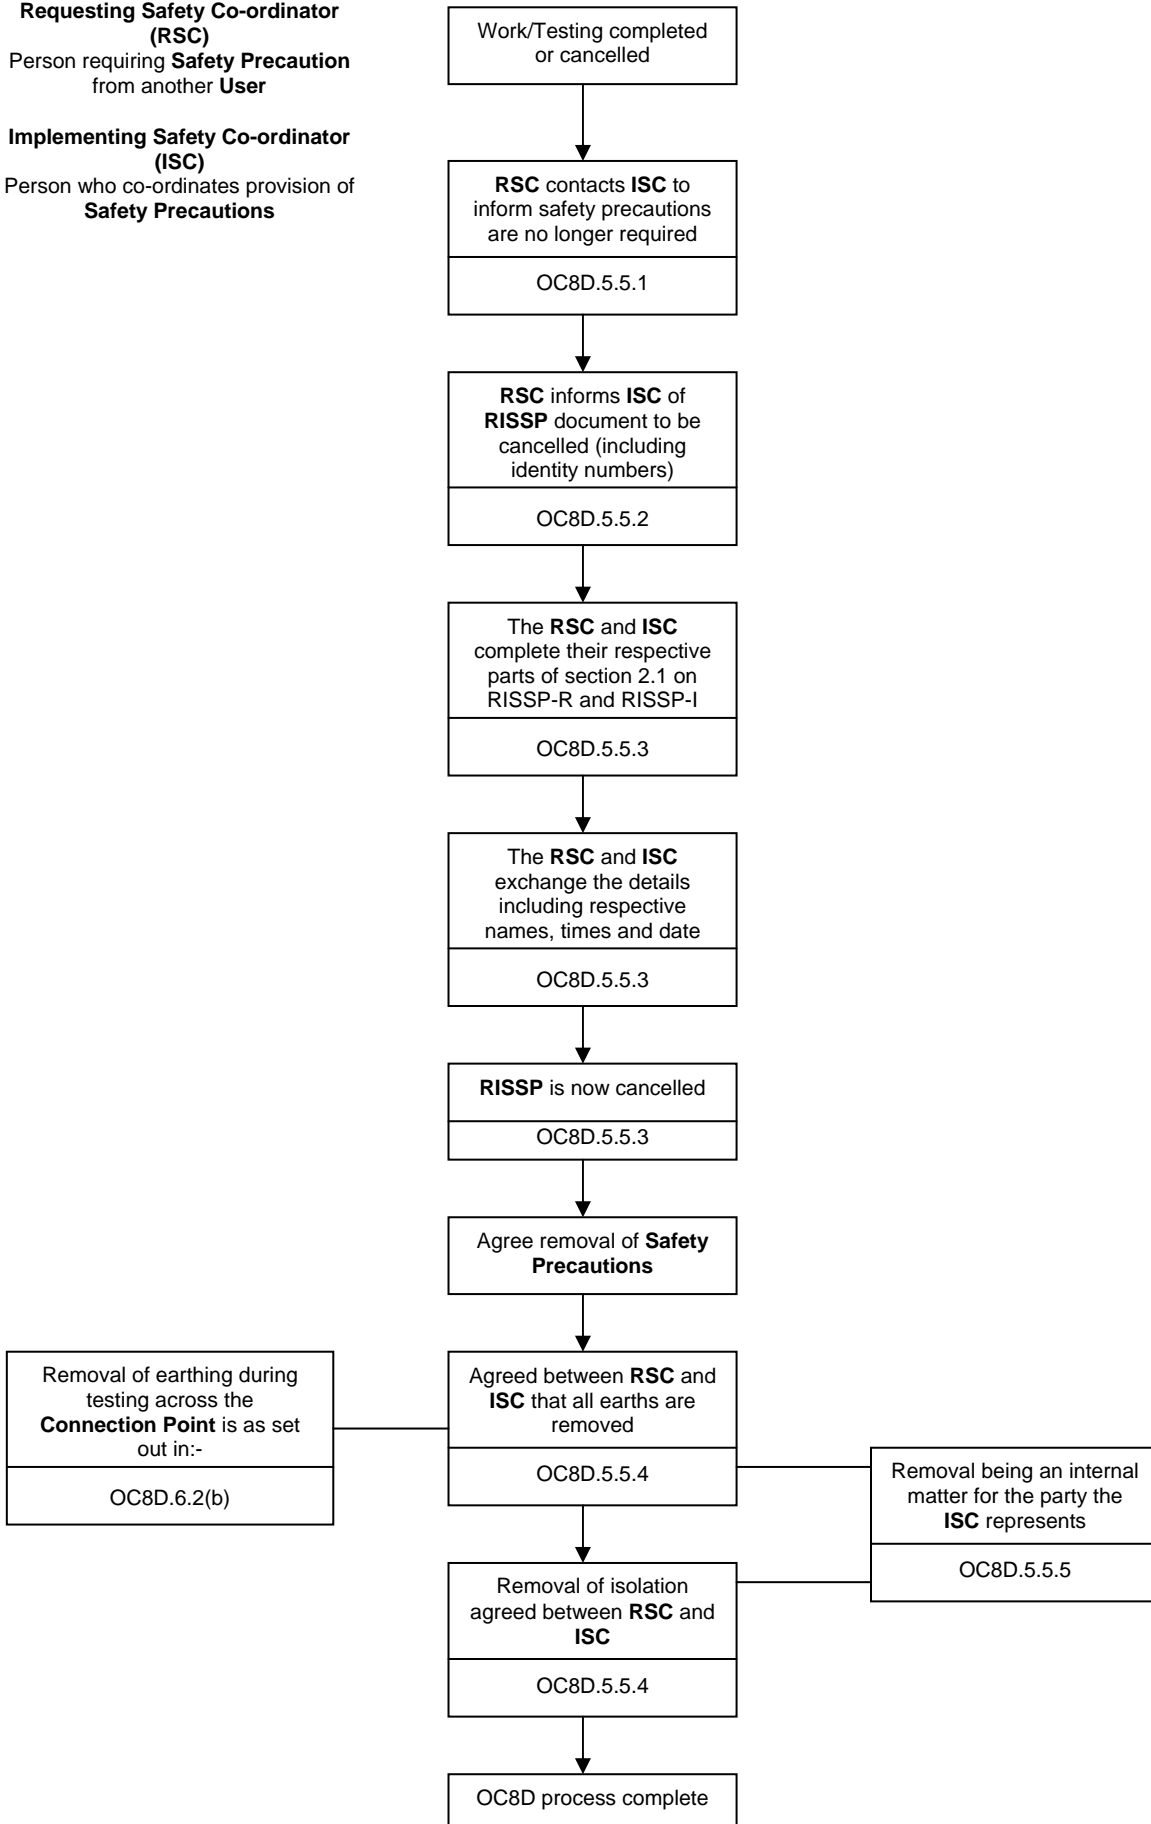 Requesting Safety Co-ordinator
(RSC)
Person requiring Safety Precaution
from another User
Implementing Safety Co-ordinator
(ISC)
Person who co-ordinates provision of
Safety Precautions
Work/Testing completed
or cancelled
RSC contacts ISC to
inform safety precautions
are no longer required
OC8D.5.5.1
RSC informs ISC of
RISSP document to be
cancelled (including
identity numbers)
OC8D.5.5.2
The RSC and ISC
complete their respective
parts of section 2.1 on
RISSP-R and RISSP-I
OC8D.5.5.3
The RSC and ISC
exchange the details
including respective
names, times and date
OC8D.5.5.3
RISSP is now cancelled
OC8D.5.5.3
Agree removal of Safety
Precautions
Removal of earthing during
testing across the
Connection Point is as set
out in:-
OC8D.6.2(b)
Agreed between RSC and
ISC that all earths are
removed
OC8D.5.5.4
Removal being an internal
matter for the party the
ISC represents
OC8D.5.5.5
Removal of isolation
agreed between RSC and
ISC
OC8D.5.5.4
OC8D process complete